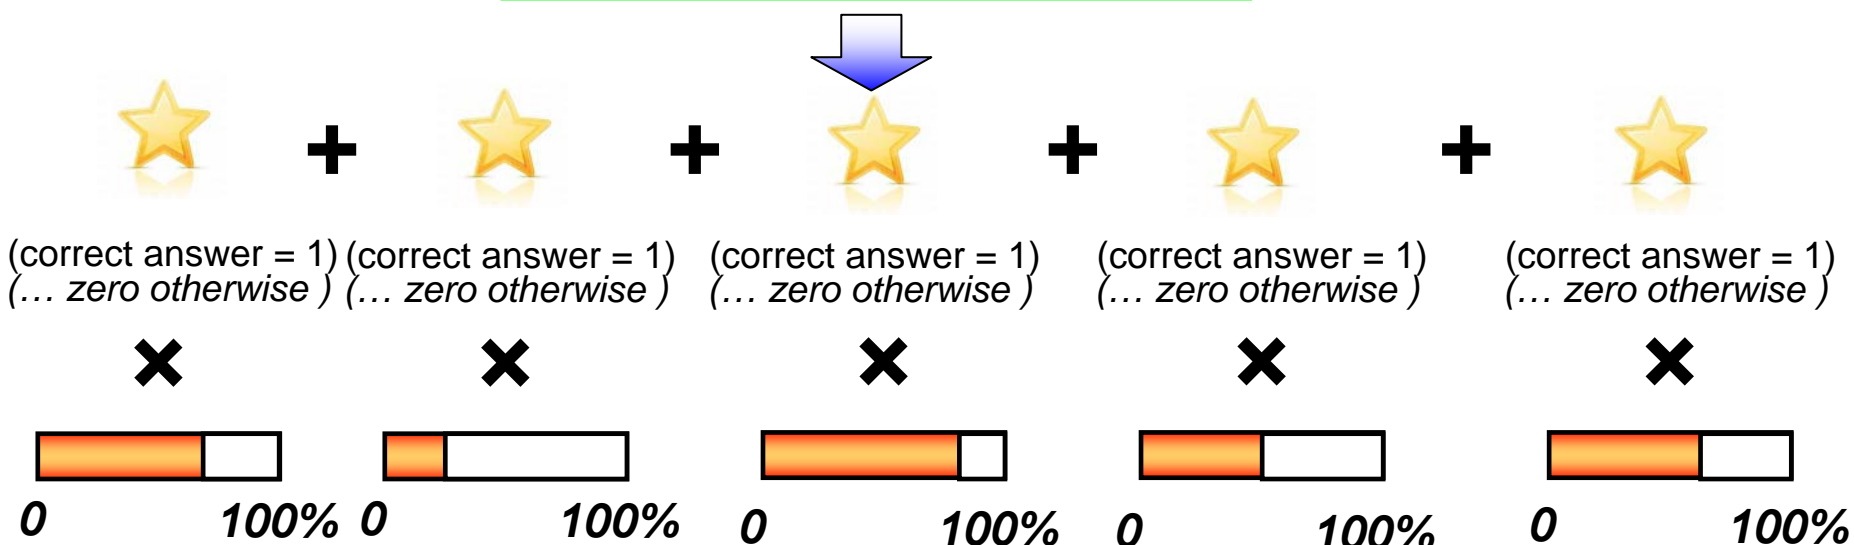 + + + +
(correct answer = 1) (correct answer = 1) (correct answer = 1) (correct answer = 1) (correct answer = 1)
(… zero otherwise ) (… zero otherwise ) (… zero otherwise ) (… zero otherwise ) (… zero otherwise )
× × × × ×
0 100% 0 100% 0 100% 0 100% 0 100%